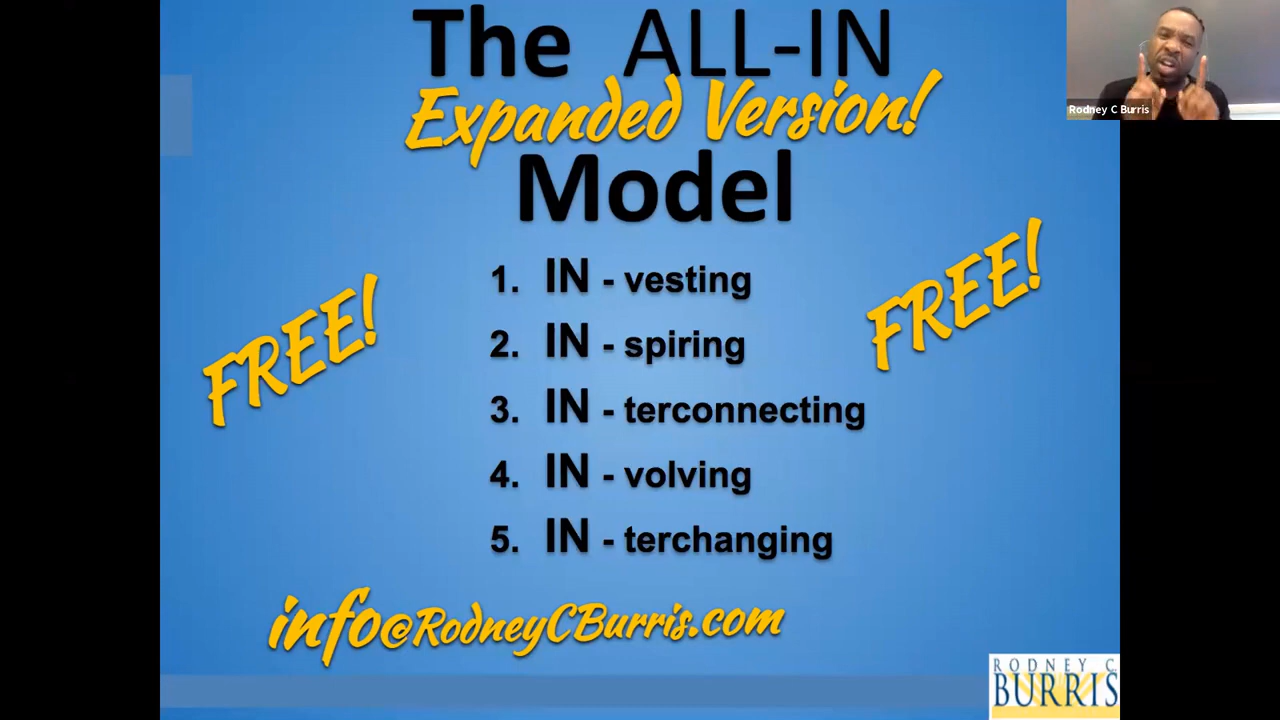 The ALL-IN
Expanded Version!
Model
1. IN - vesting
2. IN - spiring
3. IN - terconnecting
4. IN - volving
5. IN - terchanging
FREE!
FREE!
info@RodneyCBurris.com
Rodney C Burris
RODNEY C.
BURRIS